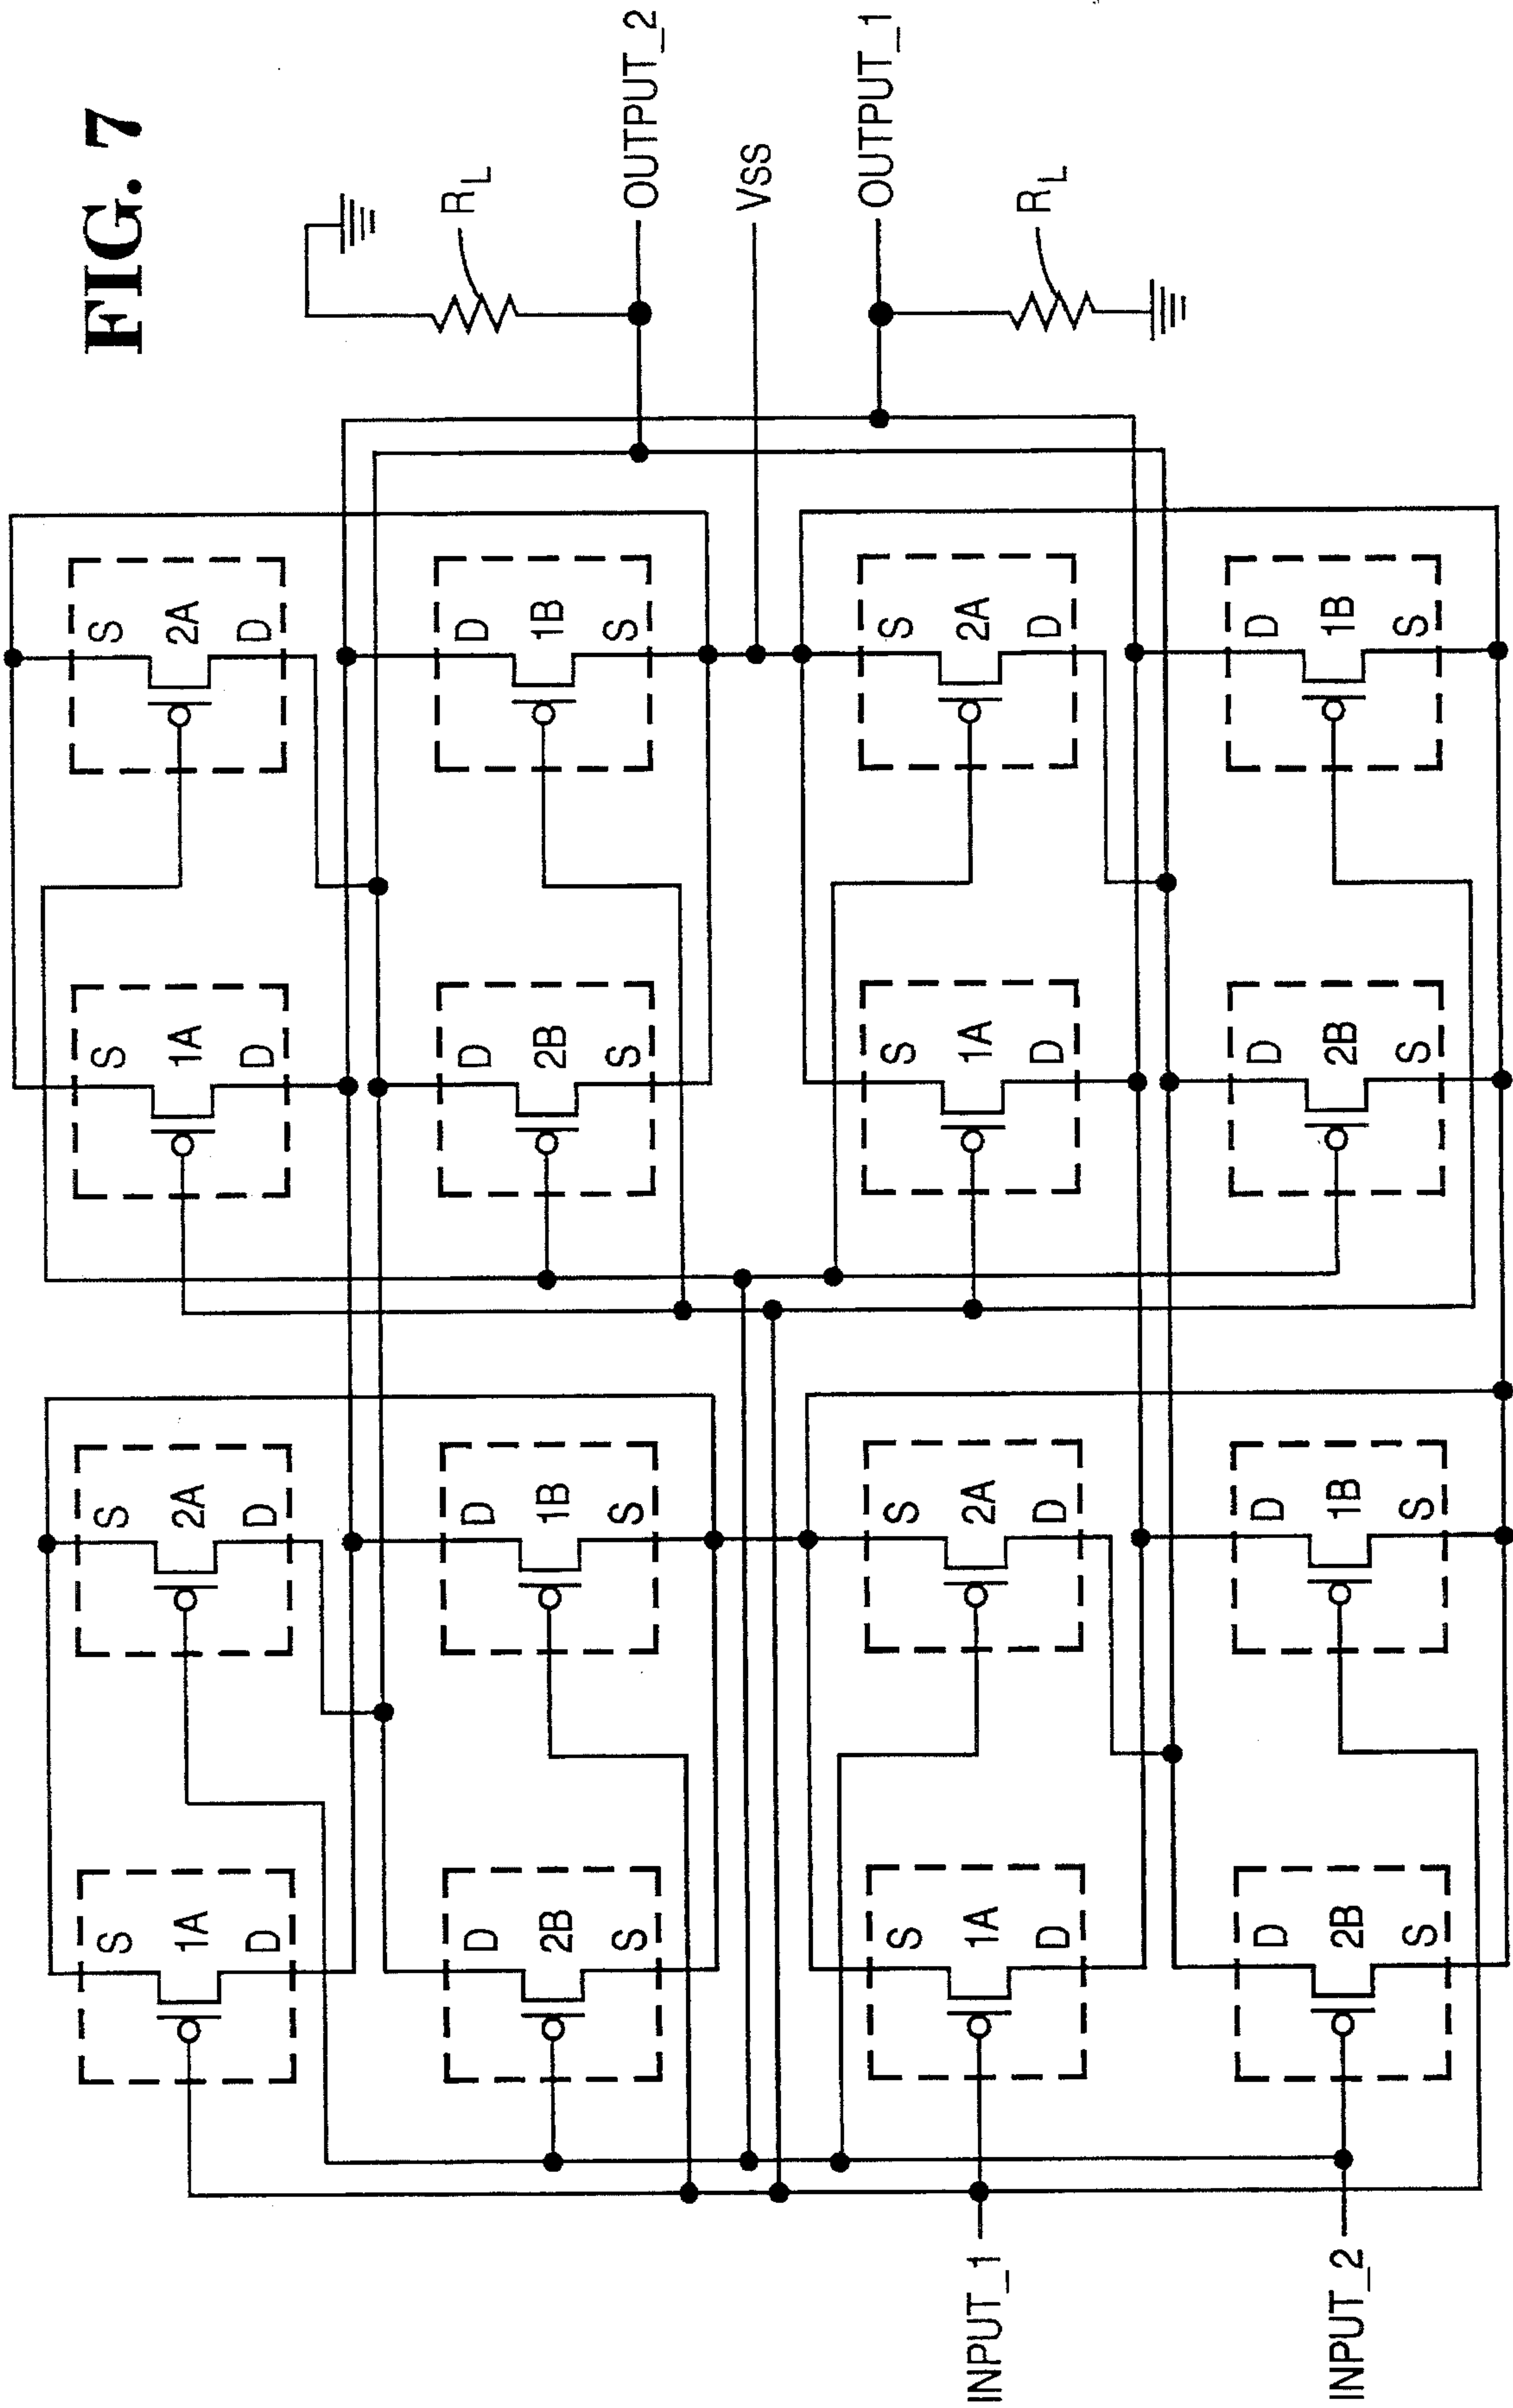 FIG. 7
S S S S
1A 2A 1A 2A
D D D D
RL
D D D D
2B 1B 2B 1B
S S S S
OUTPUT_2
VSS
OUTPUT_1
S S S S
INPUT_1 1A 2A 1A 2A
D D D D
RL
D D D D
INPUT_2 2B 1B 2B 1B
S S S S